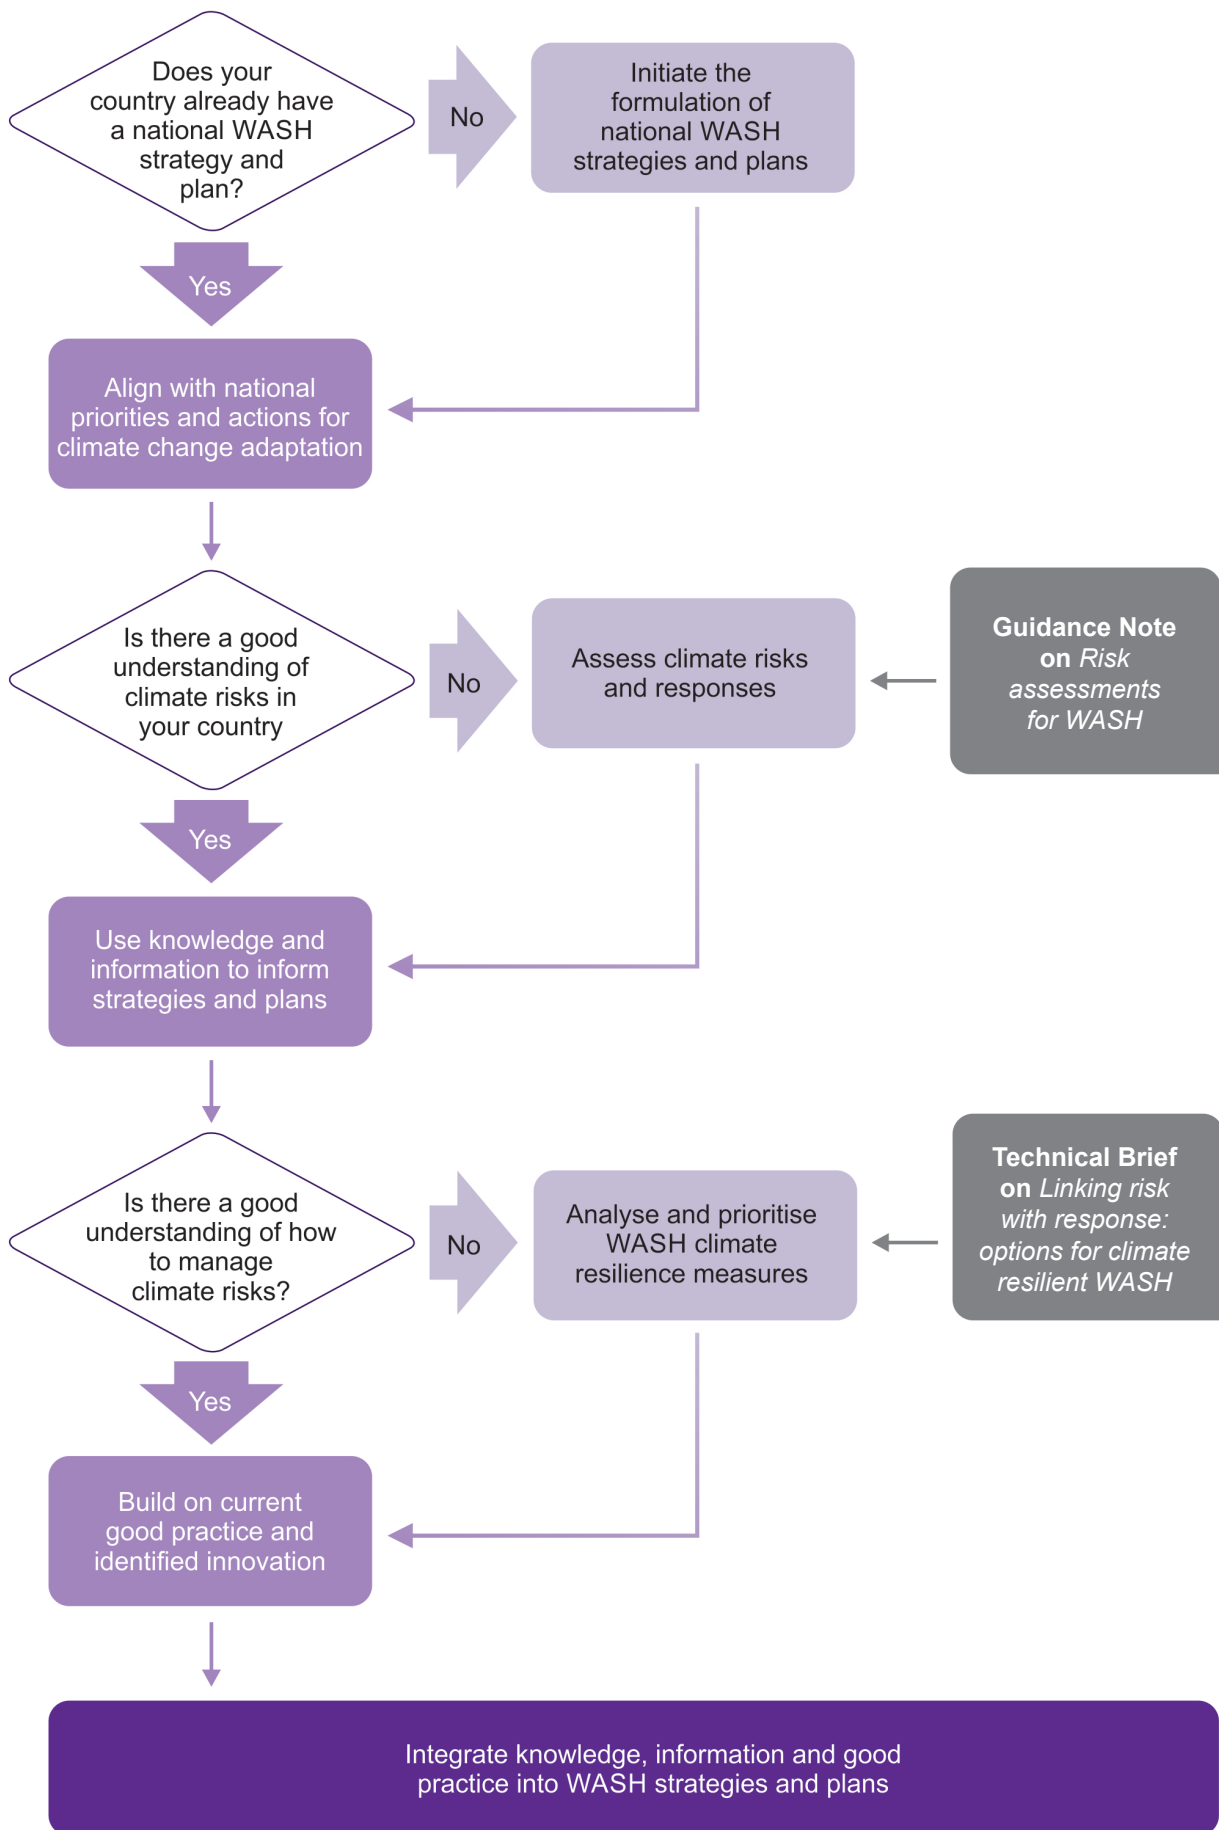 Does your
country already have
a national WASH
strategy and
plan?
No
Initiate the
formulation of
national WASH
strategies and plans
Yes
Align with national
priorities and actions for
climate change adaptation
Is there a good
understanding of
climate risks in
your country
No
Assess climate risks
and responses
Guidance Note
on Risk
assessments
for WASH
Yes
Use knowledge and
information to inform
strategies and plans
Is there a good
understanding of how
to manage
climate risks?
No
Analyse and prioritise
WASH climate
resilience measures
Technical Brief
on Linking risk
with response:
options for climate
resilient WASH
Yes
Build on current
good practice and
identified innovation
Integrate knowledge, information and good
practice into WASH strategies and plans